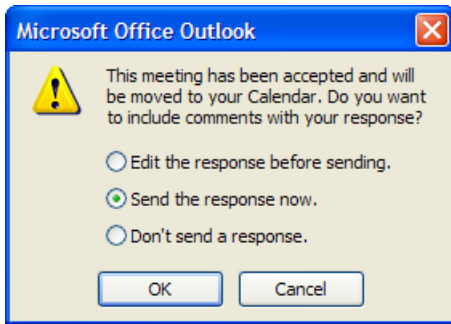 Microsoft Office Outlook
This meeting has been accepted and will
be moved to your Calendar. Do you want
to include comments with your response?
Edit the response before sending.
Send the response now.
Don't send a response.
OK Cancel